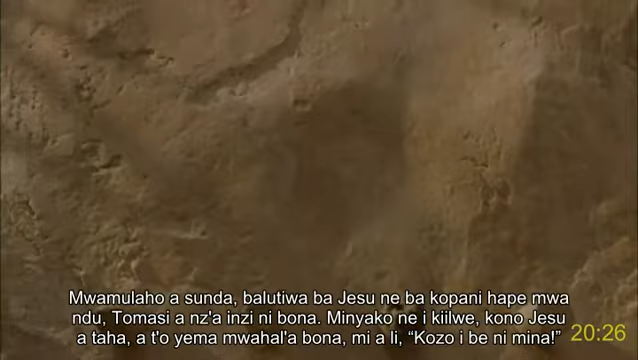 Mwamulaho a sunda, balutiwa ba Jesu ne ba kopani hape mwa
ndu, Tomasi a nz'a inzi ni bona. Minyako ne i kiilwe, kono Jesu
a taha, a t'o yema mwahal'a bona, mi a li, “Kozo i be ni mina!”
20:26